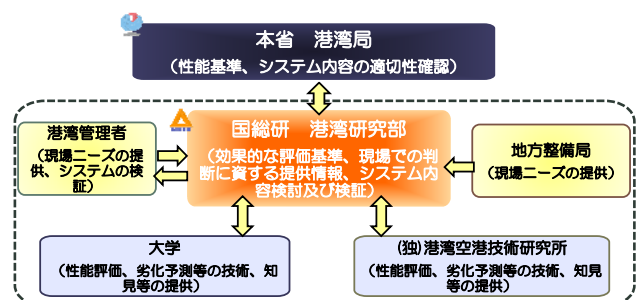 本省　港湾局
（性能基準、システム内容の適切性確認）
国総研　港湾研究部
（効果的な評価基準、現場での判
断に資する提供情報、システム内
容検討及び検証）
港湾管理者
（現場ニーズの提
供、システムの検
証）
地方整備局
（現場ニーズの提供）
大学
（性能評価、劣化予測等の技術、知
見等の提供）
(独)港湾空港技術研究所
（性能評価、劣化予測等の技術、知見
等の提供）